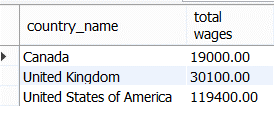 country_name total wages
Canada 19000.00
United Kingdom 30100.00
United States of America 119400.00